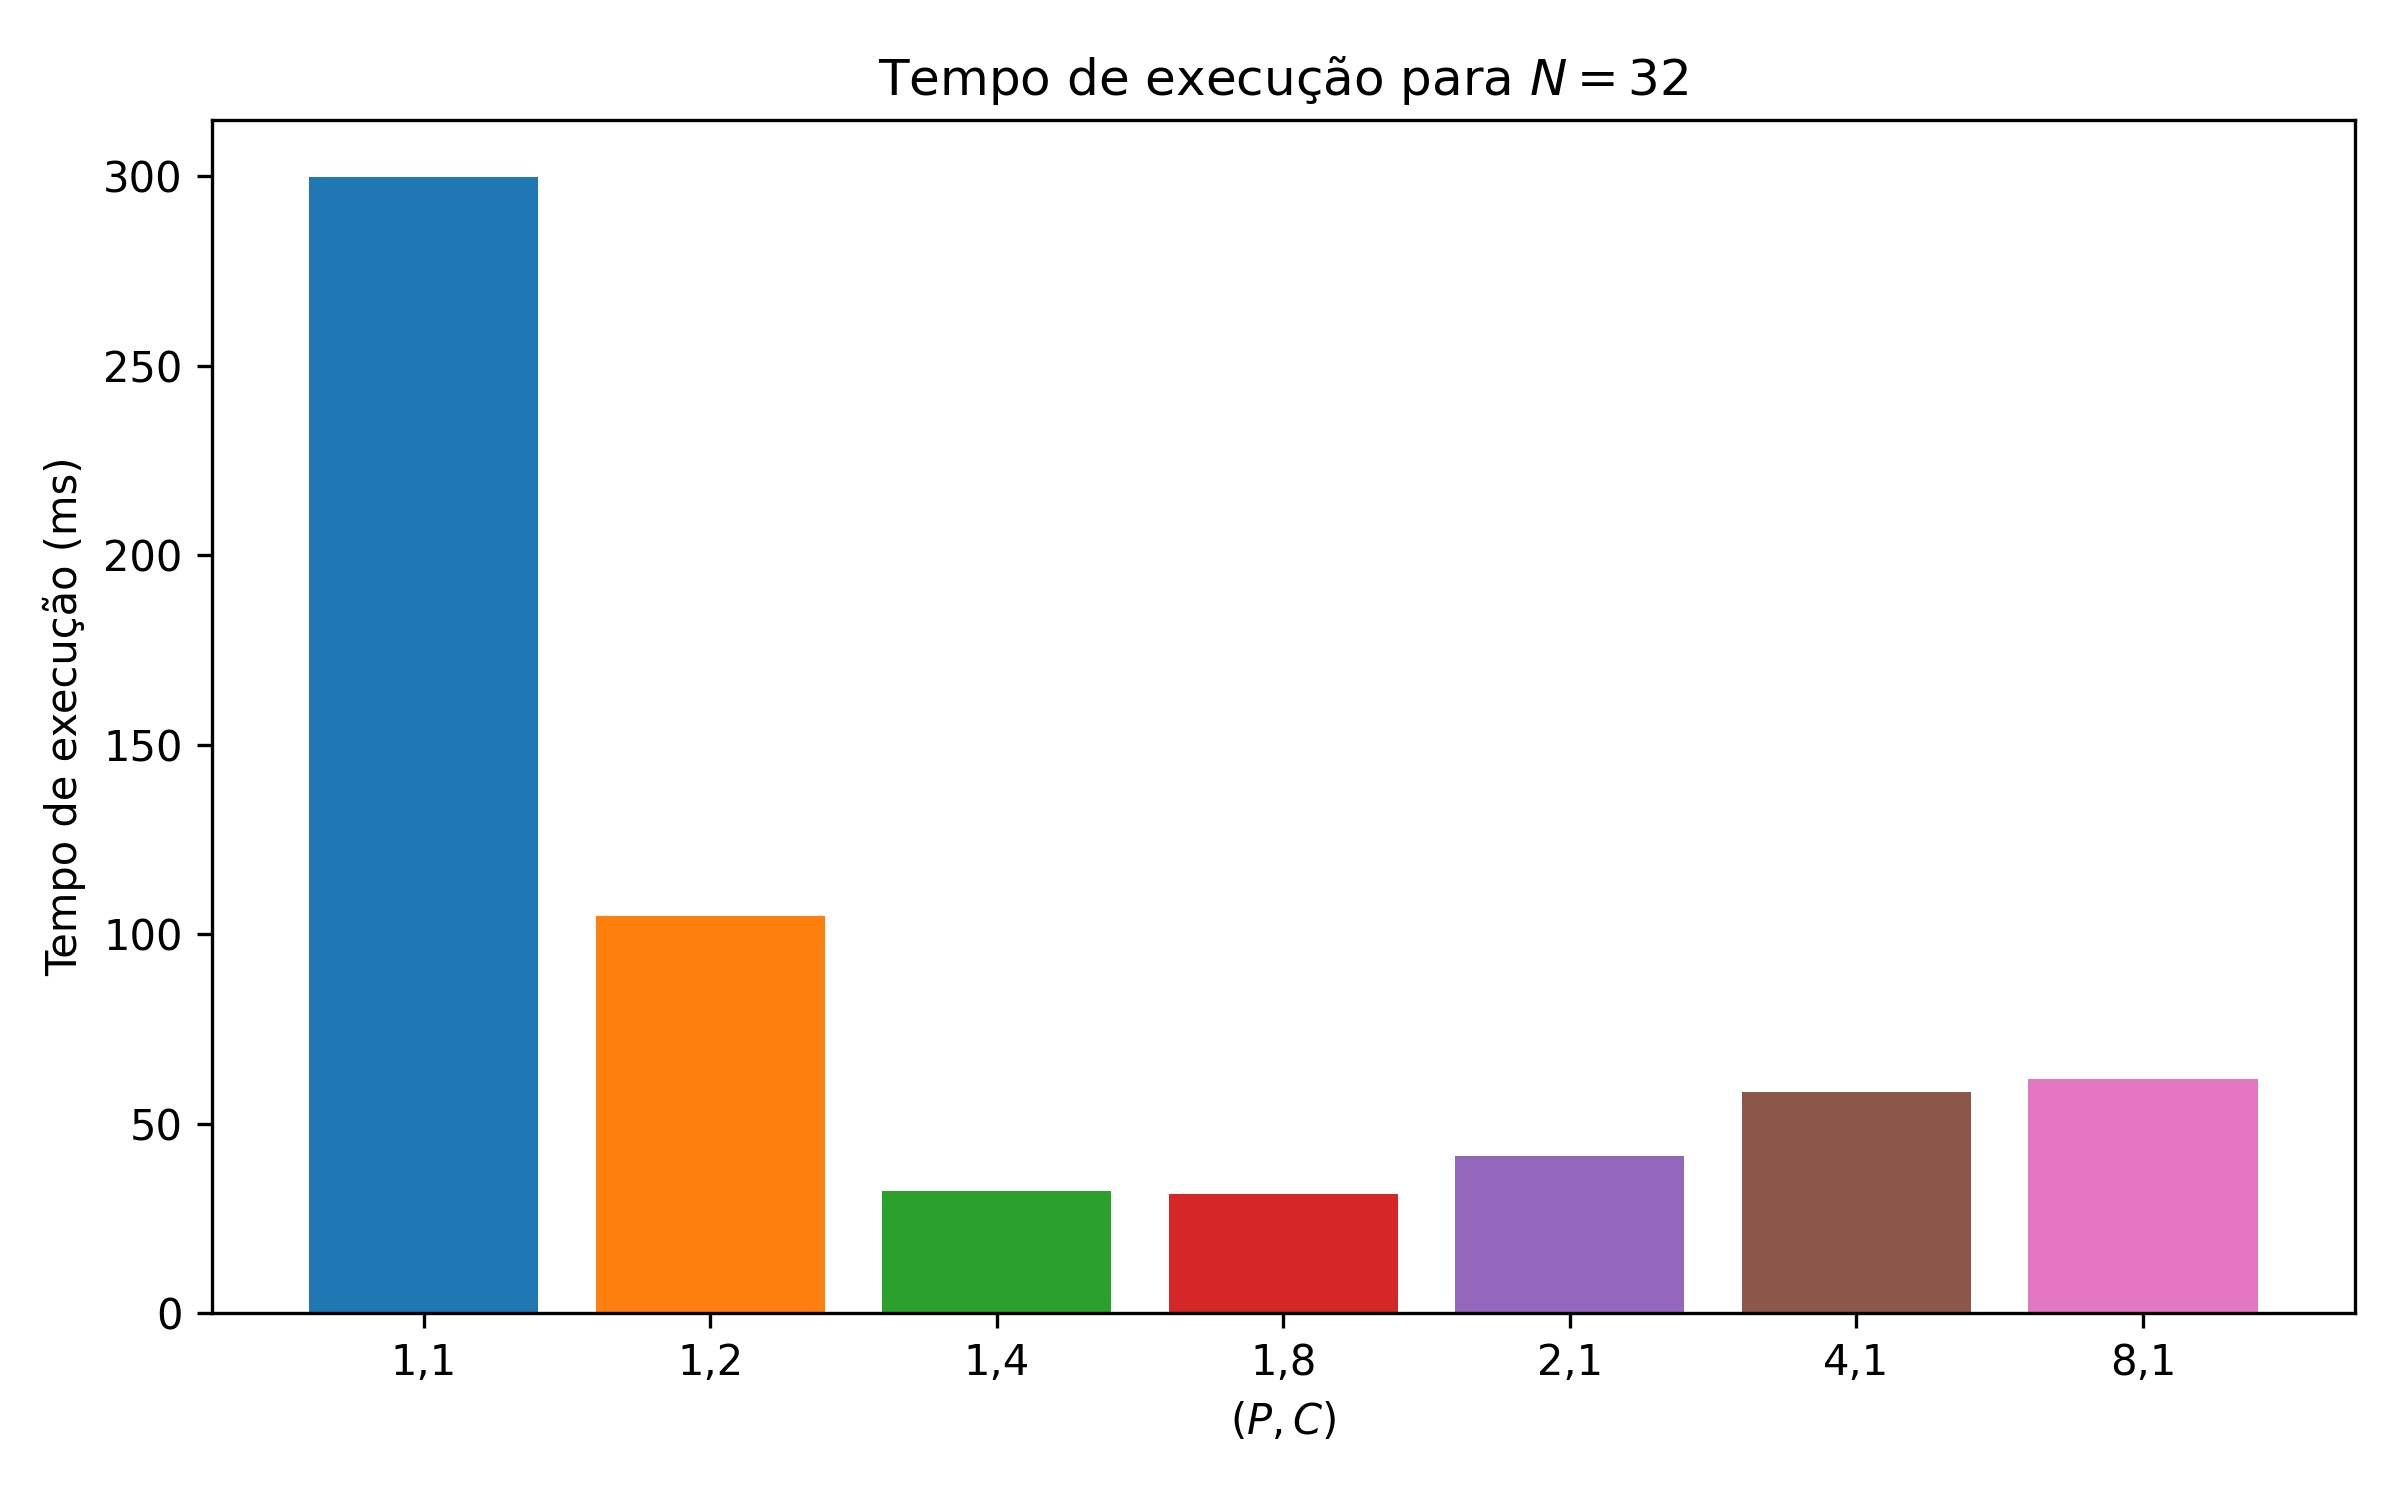 Tempo de execução para N = 32
Tempo de execução (ms)
300
250
200
150
100
50
0
1,1 1,2 1,4 1,8 2,1 4,1 8,1
(P, C)